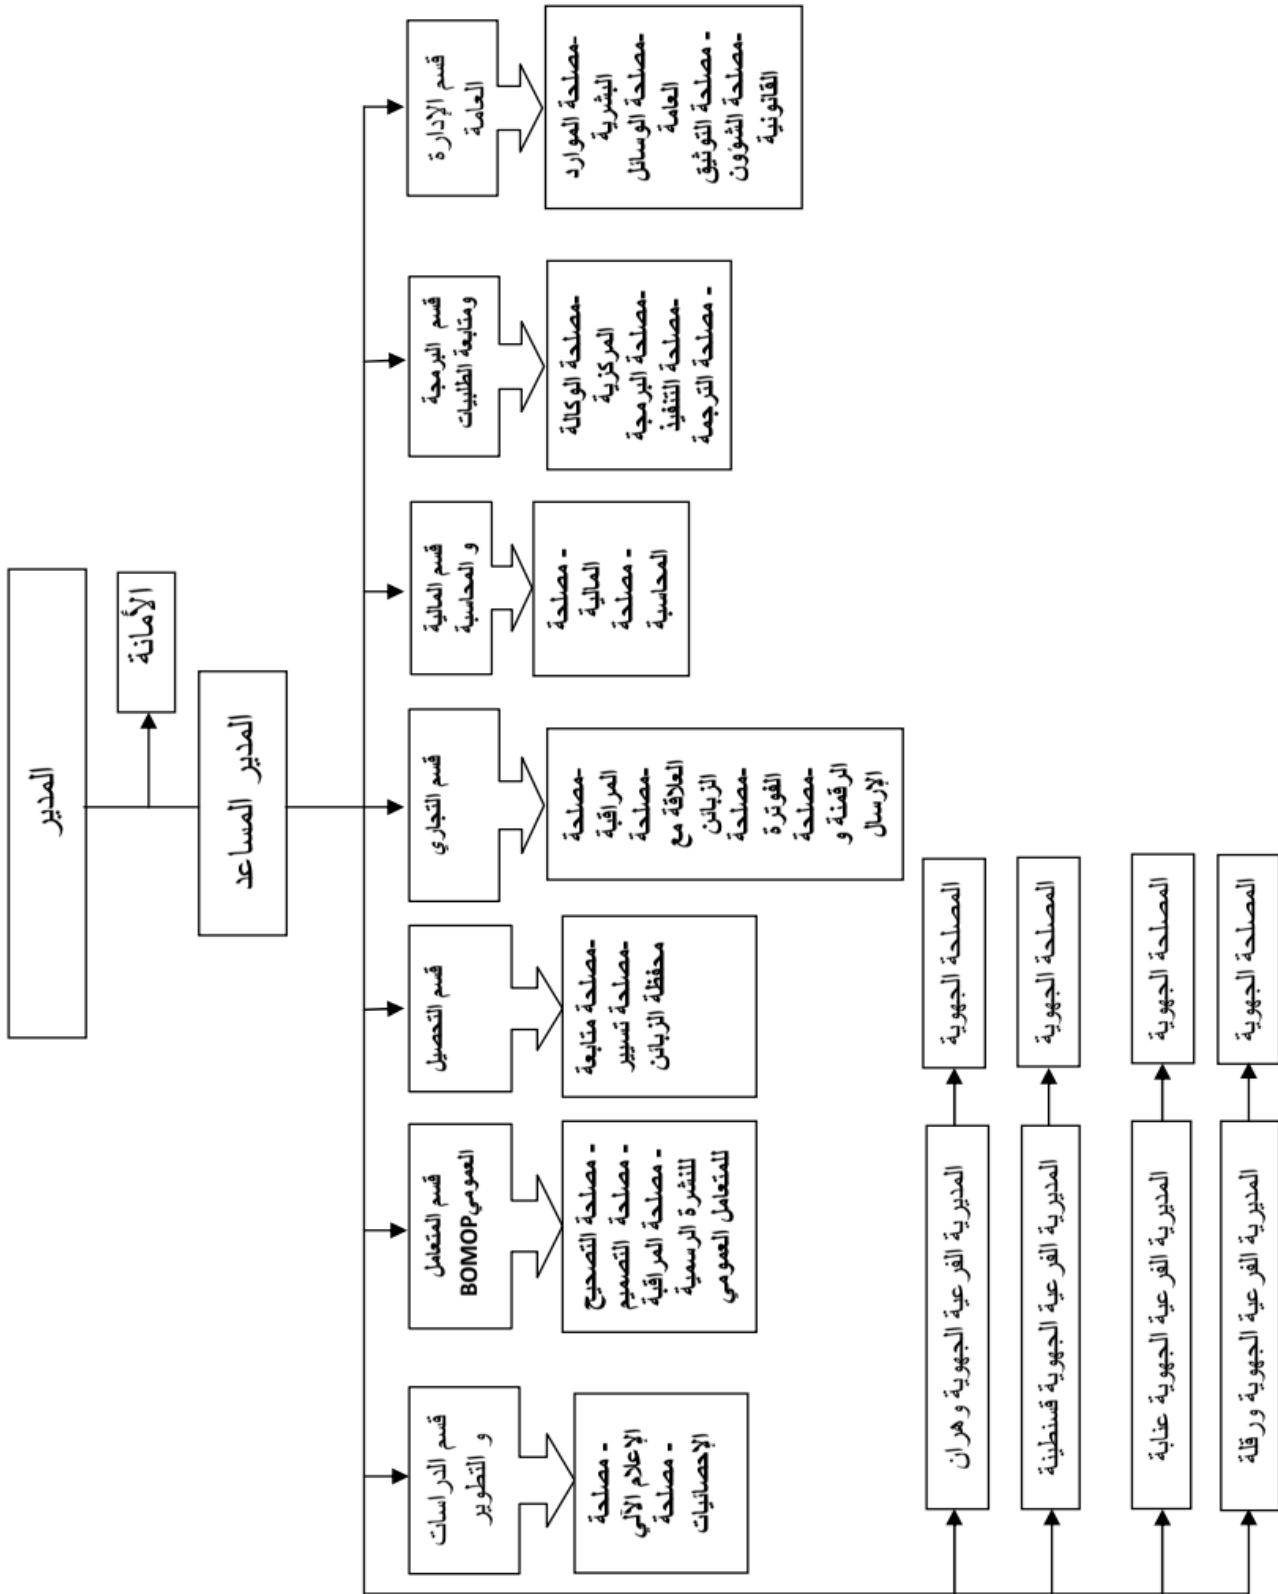 المدير
الأمانة
المدير المساعد
قسم الإدارة
العامة
قسم البرمجة
ومتابعة الطلبيات
قسم المالية
و المحاسبة
قسم التجاري
قسم التحصيل
قسم المتعامل
العموميBOMOP
قسم الدراسات
و التطوير
-مصلحة الموارد
البشرية
-مصلحة الوسائل
العامة
- مصلحة التوثيق
-مصلحة الشؤون
القانونية
-مصلحة الوكالة
المركزية
-مصلحة البرمجة
-مصلحة التنفيذ
- مصلحة الترجمة
- مصلحة
المالية
- مصلحة
المحاسبة
-مصلحة
المراقبة
-مصلحة
العلاقة مع
الزبائن
-مصلحة
الفوترة
-مصلحة
الرقمنة و
الإرسال
-مصلحة متابعة
-مصلحة تسيير
محفظة الزبائن
- مصلحة التصحيح
- مصلحة التصميم
- مصلحة المراقبة
للنشرة الرسمية
للمتعامل العمومي
- مصلحة
الإعلام الآلي
- مصلحة
الإحصائيات
المديرية الفرعية الجهوية وهران
المصلحة الجهوية
المديرية الفرعية الجهوية قسنطينة
المصلحة الجهوية
المديرية الفرعية الجهوية عنابة
المصلحة الجهوية
المديرية الفرعية الجهوية ورقلة
المصلحة الجهوية